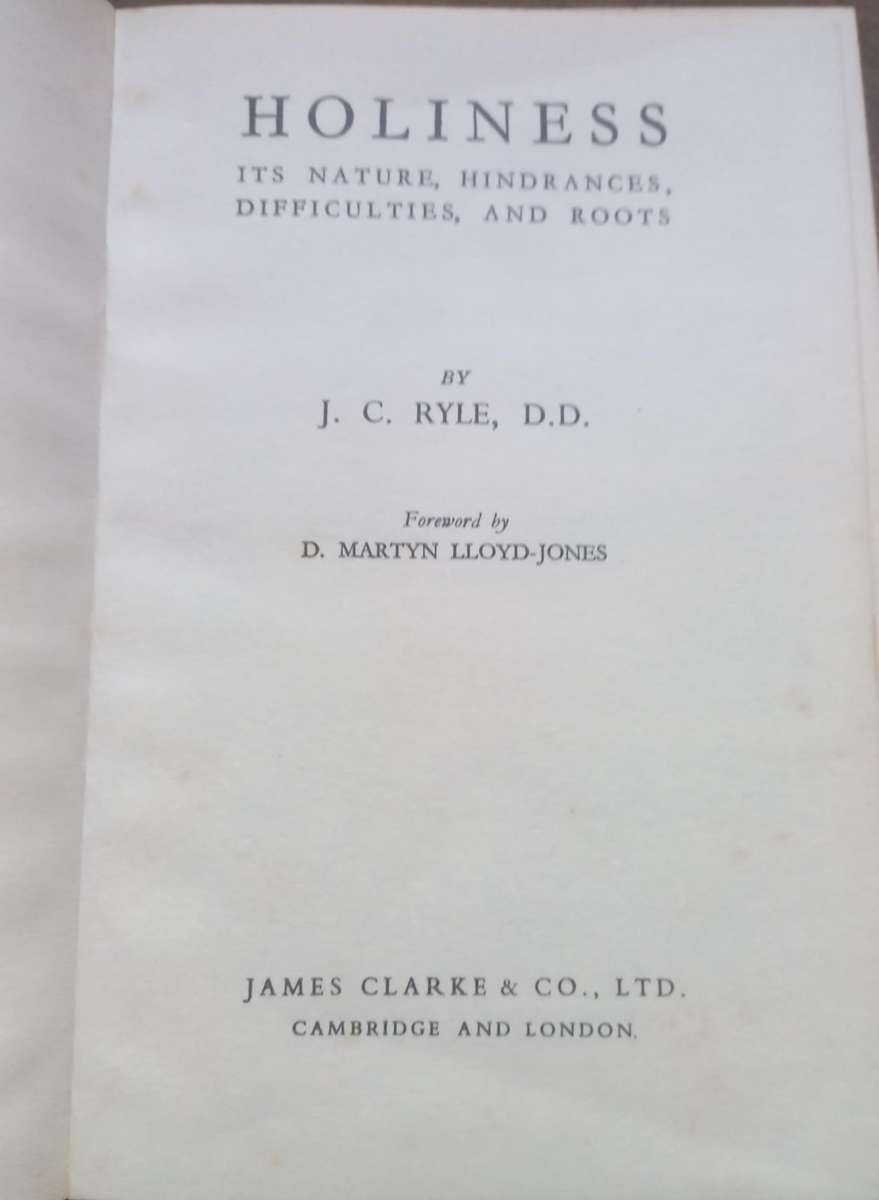 HOLINESS
ITS NATURE, HINDRANCES,
DIFFICULTIES, AND ROOTS
BY
J. C. RYLE, D.D.
Foreword by
D. MARTYN LLOYD-JONES
JAMES CLARKE & CO., LTD.
CAMBRIDGE AND LONDON.